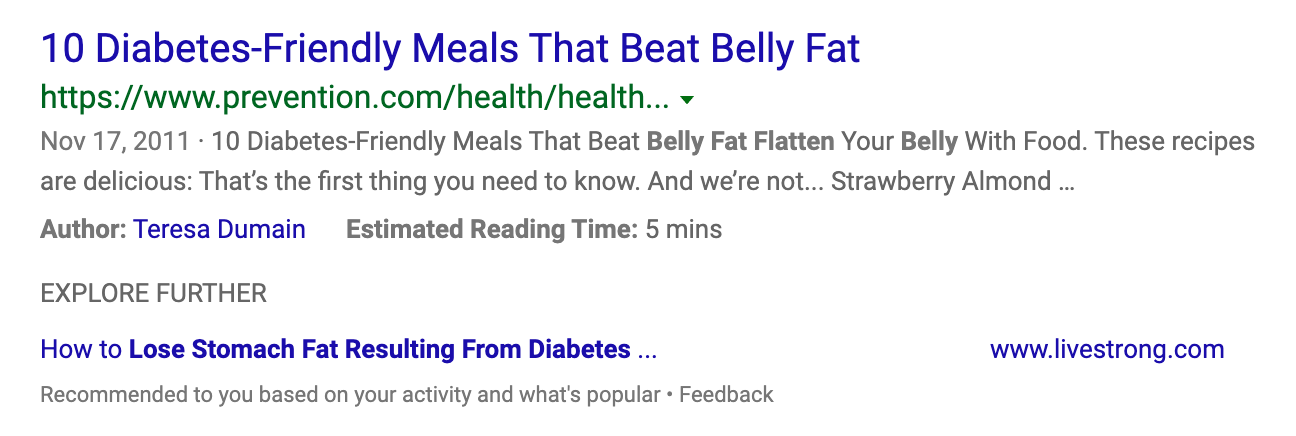 10 Diabetes-Friendly Meals That Beat Belly Fat
https://www.prevention.com/health/health...
Nov 17, 2011 · 10 Diabetes-Friendly Meals That Beat Belly Fat Flatten Your Belly With Food. These recipes
are delicious: That’s the first thing you need to know. And we’re not... Strawberry Almond ...
Author: Teresa Dumain Estimated Reading Time: 5 mins
EXPLORE FURTHER
How to Lose Stomach Fat Resulting From Diabetes ... www.livestrong.com
Recommended to you based on your activity and what's popular • Feedback